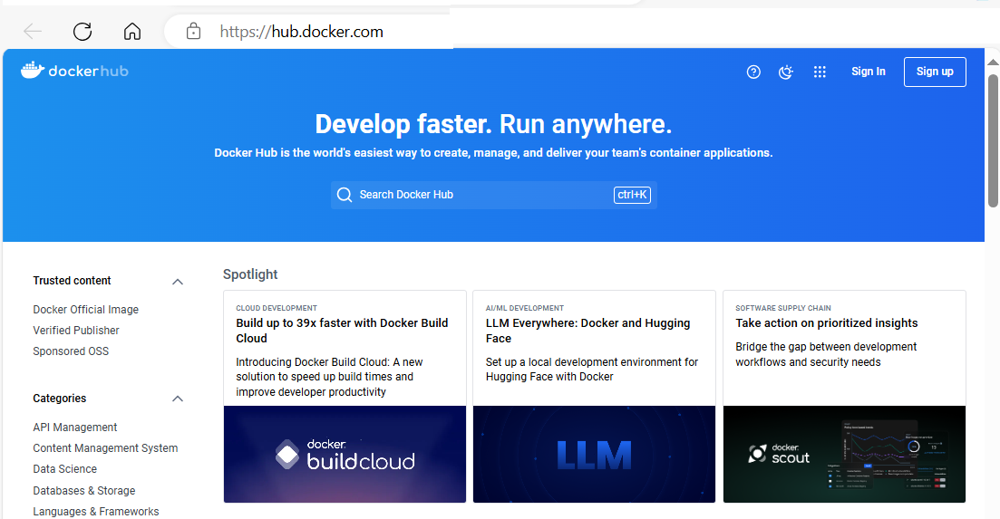 https://hub.docker.com
dockerhub
Sign In
Sign up
Develop faster. Run anywhere.
Docker Hub is the world's easiest way to create, manage, and deliver your team's container applications.
Search Docker Hub
ctrl+K
Trusted content
Docker Official Image
Verified Publisher
Sponsored OSS
Categories
API Management
Content Management System
Data Science
Databases & Storage
Languages & Frameworks
Spotlight
CLOUD DEVELOPMENT
Build up to 39x faster with Docker Build
Cloud
Introducing Docker Build Cloud: A new
solution to speed up build times and
improve developer productivity
docker
buildcloud
AI/ML DEVELOPMENT
LLM Everywhere: Docker and Hugging
Face
Set up a local development environment for
Hugging Face with Docker
LLM
SOFTWARE SUPPLY CHAIN
Take action on prioritized insights
Bridge the gap between development
workflows and security needs
docker
scout